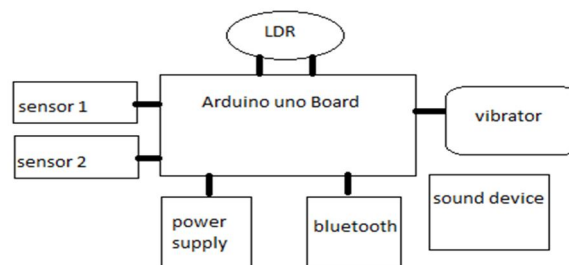 LDR
sensor 1
Arduino uno Board
vibrator
sensor 2
sound device
power
supply
bluetooth